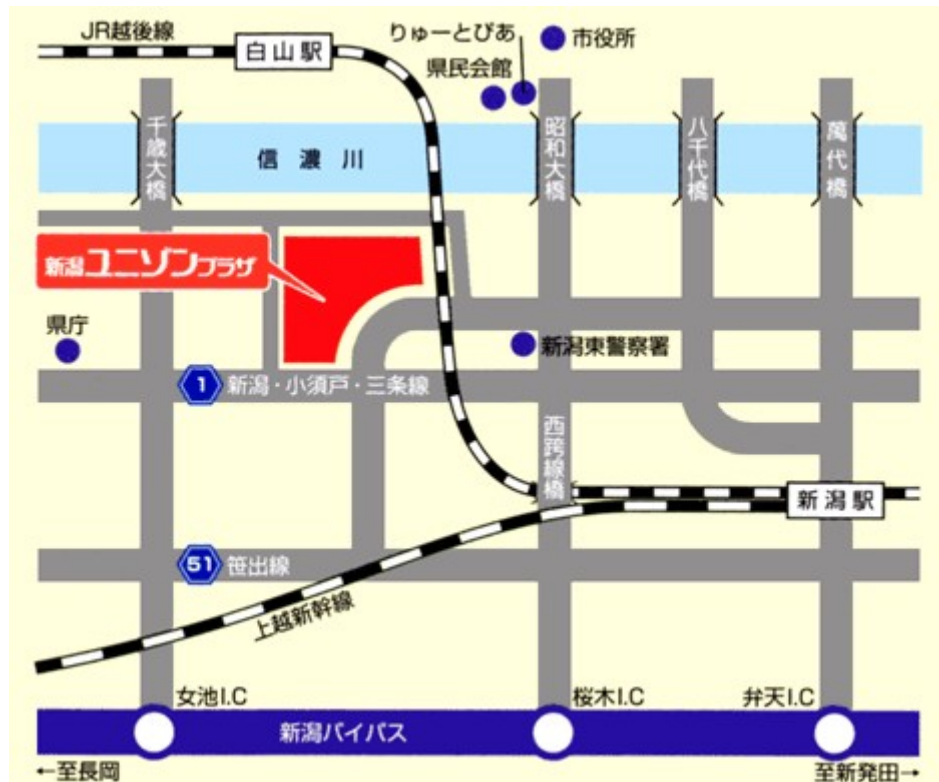 JR越後線
白山駅
りゅーとぴあ
県民会館
市役所
千歳大橋
信濃川
昭和大橋
八千代橋
萬代橋
新潟ユニゾンプラザ
県庁
新潟東警察署
1 新潟・小須戸・三条線
西跨線橋
新潟駅
51 笹出線
上越新幹線
女池I.C
桜木I.C
弁天I.C
新潟バイパス
←至長岡
至新発田→